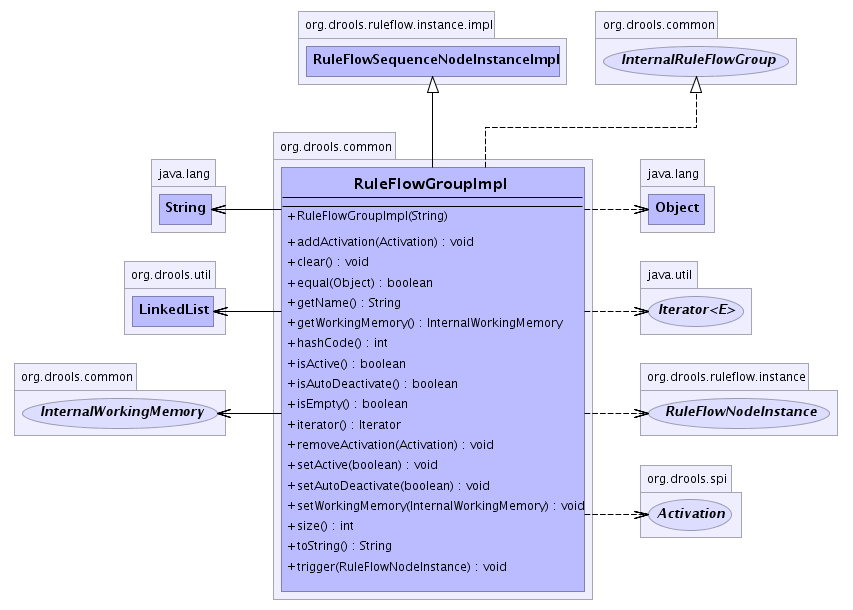 org.drools.ruleflow.instance.impl
RuleFlowSequenceNodeInstanceImpl
org.drools.common
InternalRuleFlowGroup
org.drools.common
RuleFlowGroupImpl
+RuleFlowGroupImpl(String)
+addActivation(Activation) : void
+clear() : void
+equal(Object) : boolean
+getName() : String
+getWorkingMemory() : InternalWorkingMemory
+hashCode() : int
+isActive() : boolean
+isAutoDeactivate() : boolean
+isEmpty() : boolean
+iterator() : Iterator
+removeActivation(Activation) : void
+setActive(boolean) : void
+setAutoDeactivate(boolean) : void
+setWorkingMemory(InternalWorkingMemory) : void
+size() : int
+toString() : String
+trigger(RuleFlowNodeInstance) : void
java.lang
String
org.drools.util
LinkedList
org.drools.common
InternalWorkingMemory
java.lang
Object
java.util
Iterator<E>
org.drools.ruleflow.instance
RuleFlowNodeInstance
org.drools.spi
Activation